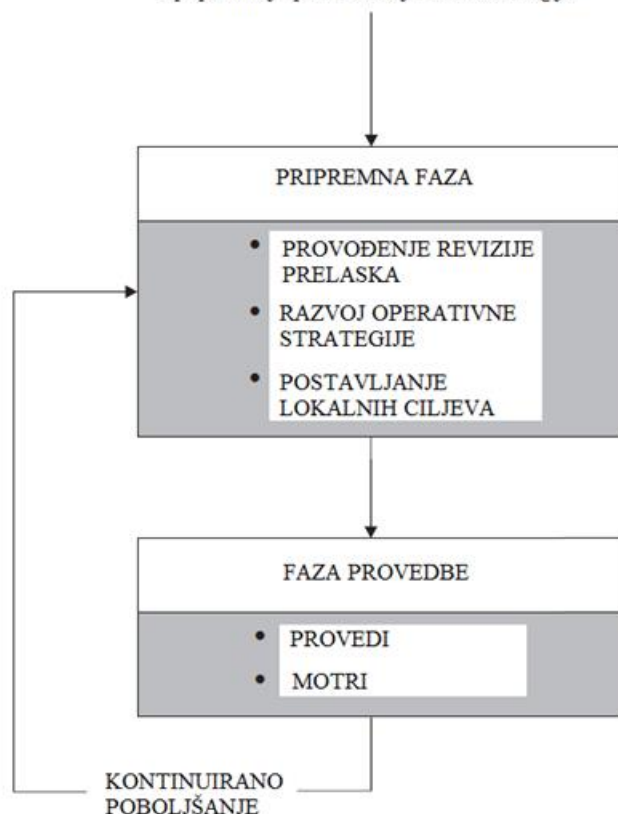 PRIPREMNA FAZA
• PROVOĐENJE REVIZIJE
PRELASKA
• RAZVOJ OPERATIVNE
STRATEGIJE
• POSTAVLJANJE
LOKALNIH CILJEVA
FAZA PROVEDBE
• PROVEDI
• MOTRI
KONTINUIRANO
POBOLJŠANJE